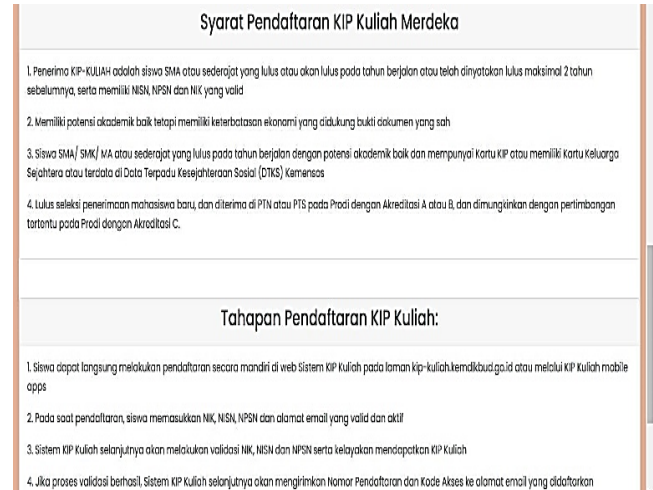 Syarat Pendaftaran KIP Kuliah Merdeka
1. Penerima KIP-KULIAH adalah siswa SMA atau sederajat yang lulus atau akan lulus pada tahun berjalan atau telah dinyatakan lulus maksimal 2 tahun
sebelumnya, serta memiliki NISN, NPSN dan NIK yang valid
2. Memiliki potensi akademik baik tetapi memiliki keterbatasan ekonomi yang didukung bukti dokumen yang sah
3. Siswa SMA/ SMK/ MA atau sederajat yang lulus pada tahun berjalan dengan potensi akademik baik dan mempunyai Kartu KIP atau memiliki Kartu Keluarga
Sejahtera atau terdata di Data Terpadu Kesejahteraan Sosial (DTKS) Kemensos
4. Lulus seleksi penerimaan mahasiswa baru, dan diterima di PTN atau PTS pada Prodi dengan Akreditasi A atau B, dan dimungkinkan dengan pertimbangan
tertentu pada Prodi dengan Akreditasi C.
Tahapan Pendaftaran KIP Kuliah:
1. Siswa dapat langsung melakukan pendaftaran secara mandiri di web Sistem KIP Kuliah pada laman kip-kuliah.kemdikbud.go.id atau melalui KIP Kuliah mobile
apps
2. Pada saat pendaftaran, siswa memasukkan NIK, NISN, NPSN dan alamat email yang valid dan aktif
3. Sistem KIP Kuliah selanjutnya akan melakukan validasi NIK, NISN dan NPSN serta kelayakan mendapatkan KIP Kuliah
4. Jika proses validasi berhasil, Sistem KIP Kuliah selanjutnya akan mengirimkan Nomor Pendaftaran dan Kode Akses ke alamat email yang didaftarkan